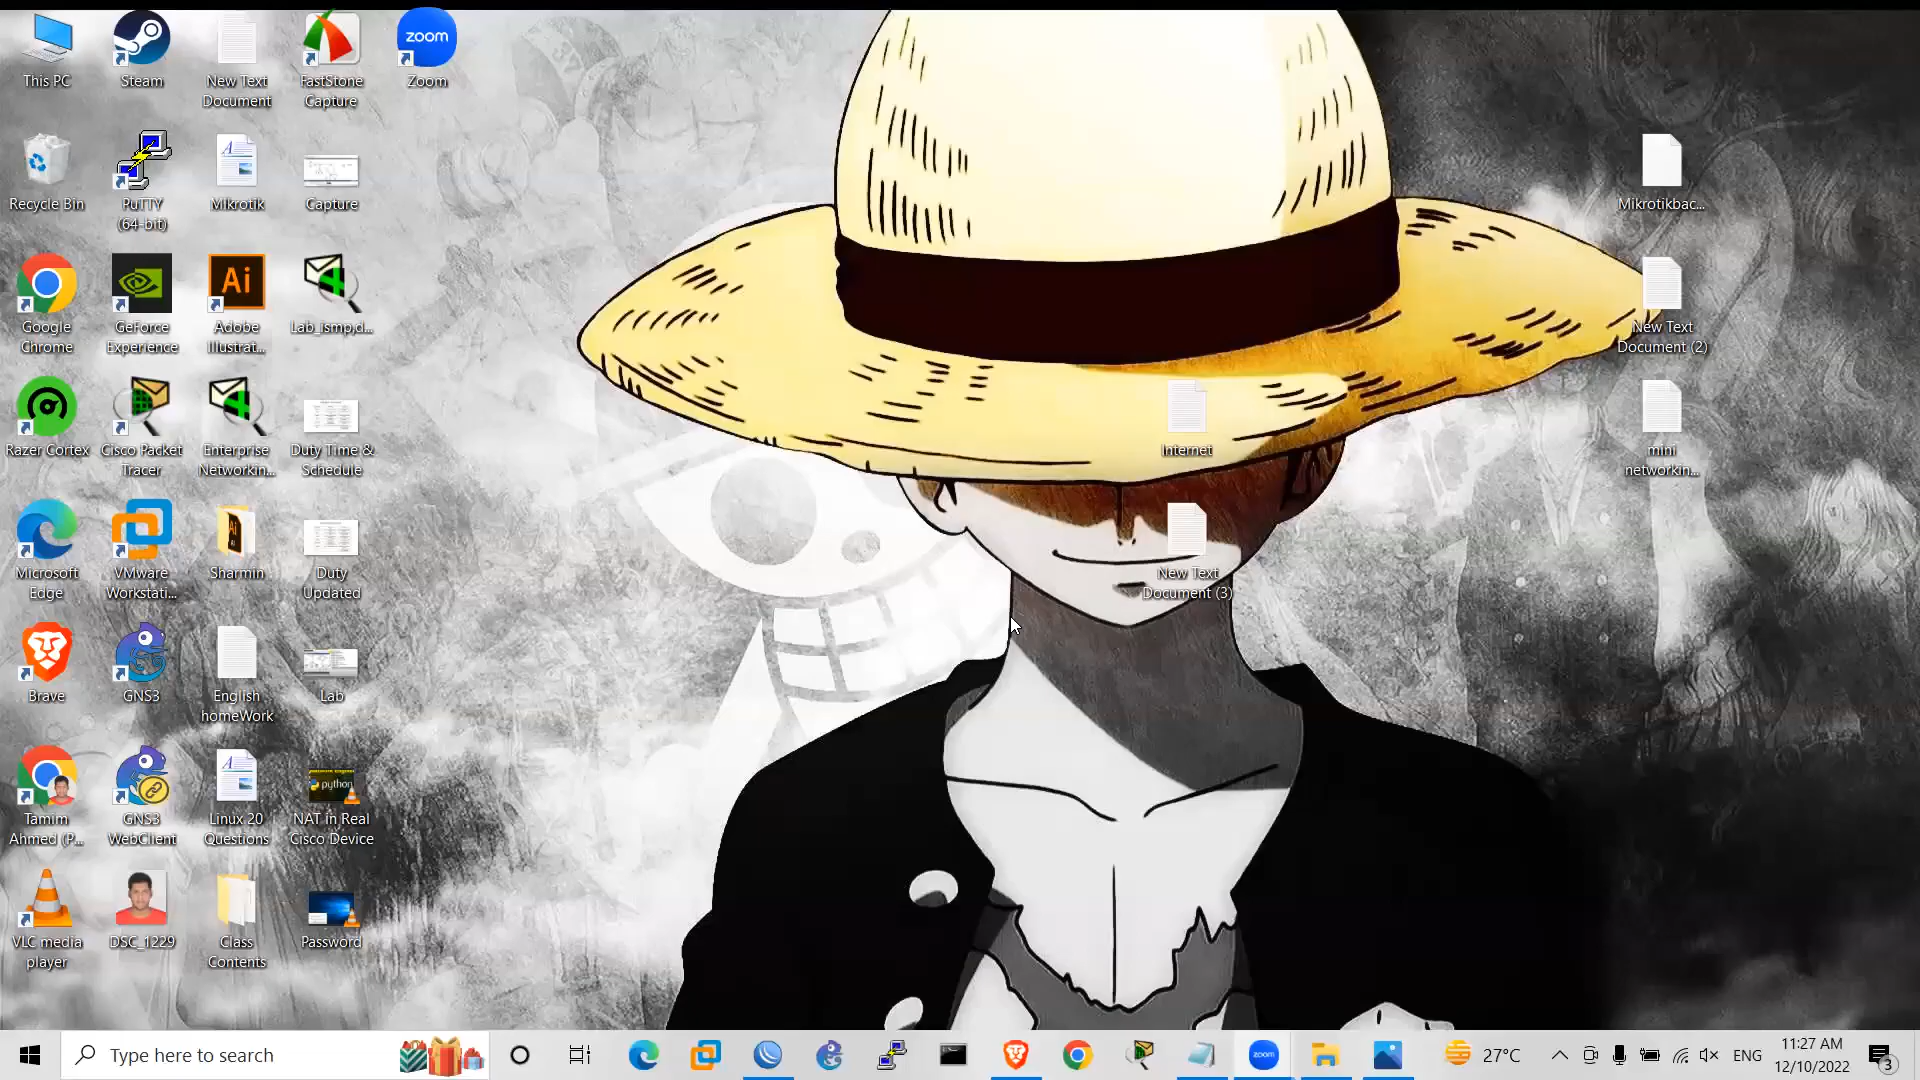 This PC
Steam
New Text
Document
FastStone
Capture
zoom
Zoom
Recycle Bin
PuTTY
(64-bit)
Mikrotik
Capture
Mikrotikbac...
Google
Chrome
GeForce
Experience
Ai
Adobe
Illustrat...
Lab_ismp,d...
New Text
Document (2)
Razer Cortex
Cisco Packet
Tracer
Enterprise
Networkin...
Duty Time &
Schedule
Internet
mini
networkin...
Microsoft
Edge
VMware
Workstati...
Ai
Sharmin
Duty
Updated
New Text
Document (3)
Brave
GNS3
English
homeWork
Lab
Tamim
Ahmed (P...
GNS3
WebClient
Linux 20
Questions
python
NAT in Real
Cisco Device
VLC media
player
DSC_1229
Class
Contents
Password
Type here to search
zoom
27°C
ENG
11:27 AM
12/10/2022
3